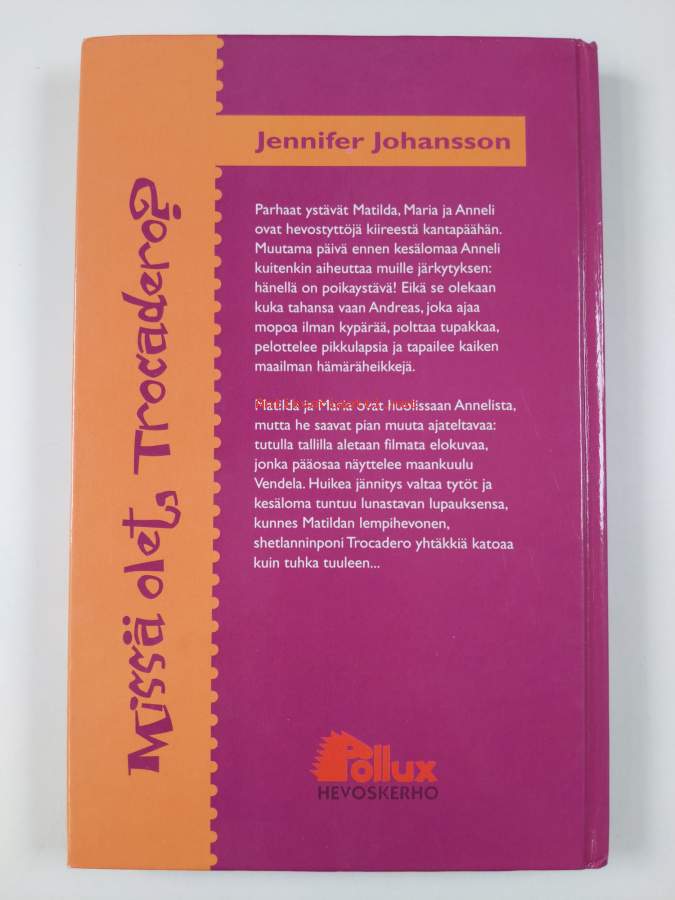 Missä olet, Trocadero?
Jennifer Johansson
Parhaat ystävät Matilda, Maria ja Anneli
ovat hevostyttöjä kiireestä kantapäähän.
Muutama päivä ennen kesälomaa Anneli
kuitenkin aiheuttaa muille järkytyksen:
hänellä on poikaystävä! Eikä se olekaan
kuka tahansa vaan Andreas, joka ajaa
mopoa ilman kypärää, polttaa tupakkaa,
pelottelee pikkulapsia ja tapailee kaiken
maailman hämäräheikkejä.
Matilda ja Maria ovat huolissaan Annelista,
mutta he saavat pian muuta ajateltavaa:
tutulla tallilla aletaan filmata elokuvaa,
jonka pääosaa näyttelee maankuulu
Vendela. Huikea jännitys valtaa tytöt ja
kesäloma tuntuu lunastavan lupauksensa,
kunnes Matildan lempihevonen,
shetlanninponi Trocadero yhtäkkiä katoaa
kuin tuhka tuuleen...
Pollux
HEVOSKERHO